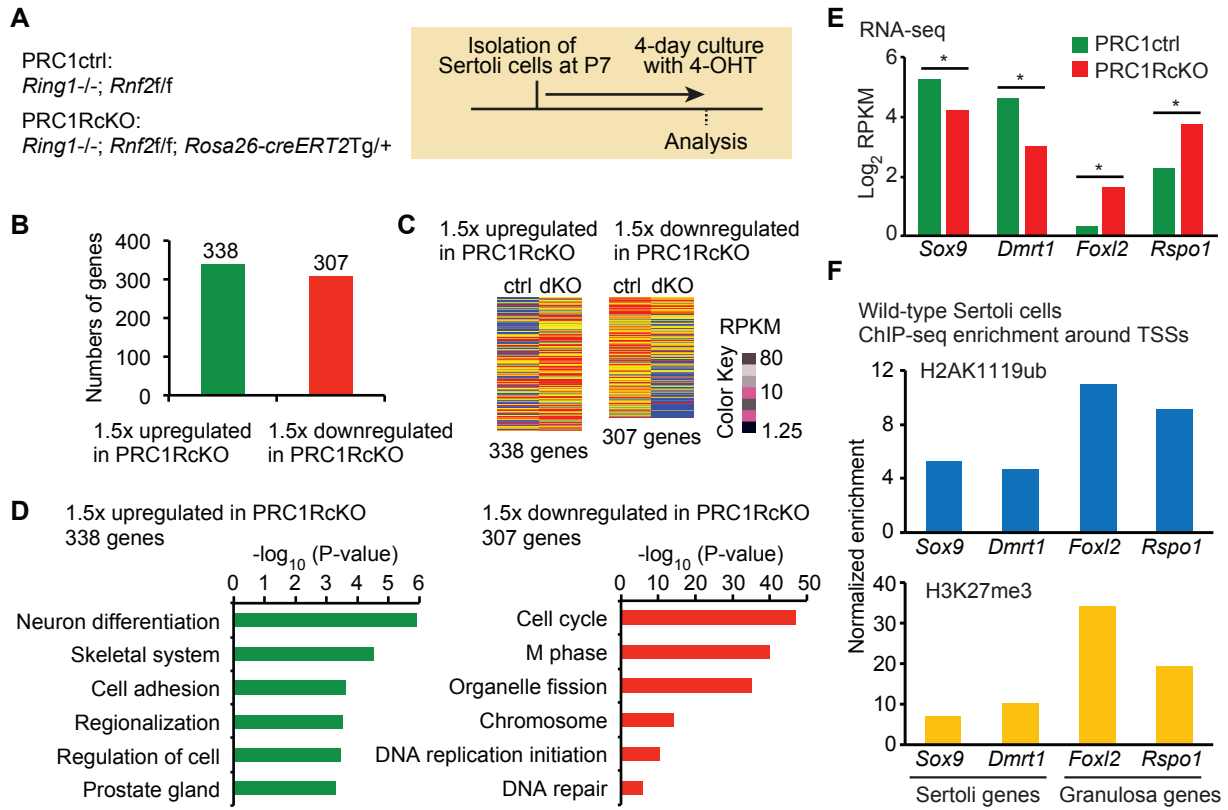 A
PRC1ctrl:
Ring1-/-; Rnf2f/f
PRC1RcKO:
Ring1-/-; Rnf2f/f; Rosa26-creERT2Tg/+
Isolation of
Sertoli cells at P7
4-day culture
with 4-OHT
Analysis
B
Numbers of genes
400
300
200
100
0
338
307
1.5x upregulated
in PRC1RcKO
1.5x downregulated
in PRC1RcKO
C
1.5x upregulated
in PRC1RcKO
1.5x downregulated
in PRC1RcKO
ctrl dKO
ctrl dKO
338 genes
307 genes
RPKM
Color Key
80
10
1.25
D
1.5x upregulated in PRC1RcKO
338 genes
-log10 (P-value)
0 1 2 3 4 5 6
Neuron differentiation
Skeletal system
Cell adhesion
Regionalization
Regulation of cell
Prostate gland
1.5x downregulated in PRC1RcKO
307 genes
-log10 (P-value)
0 10 20 30 40 50
Cell cycle
M phase
Organelle fission
Chromosome
DNA replication initiation
DNA repair
E
RNA-seq
PRC1ctrl
PRC1RcKO
Log2 RPKM
6
4
2
0
* * * *
Sox9 Dmrt1 Foxl2 Rspo1
F
Wild-type Sertoli cells
ChIP-seq enrichment around TSSs
Normalized enrichment
H2AK1119ub
12
8
4
0
Sox9 Dmrt1 Foxl2 Rspo1
H3K27me3
40
30
20
10
0
Sox9 Dmrt1 Foxl2 Rspo1
Sertoli genes Granulosa genes